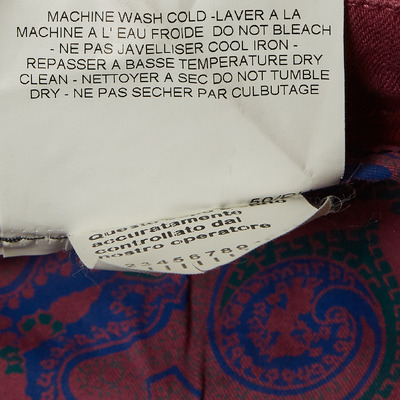 MACHINE WASH COLD -LAVER A LA
MACHINE A L' EAU FROIDE DO NOT BLEACH
- NE PAS JAVELLISER COOL IRON -
REPASSER A BASSE TEMPERATURE DRY
CLEAN - NETTOYER A SEC DO NOT TUMBLE
DRY - NE PAS SECHER PAR CULBUTAGE
accuratamente
controllato dal
nostro operatore
123456789